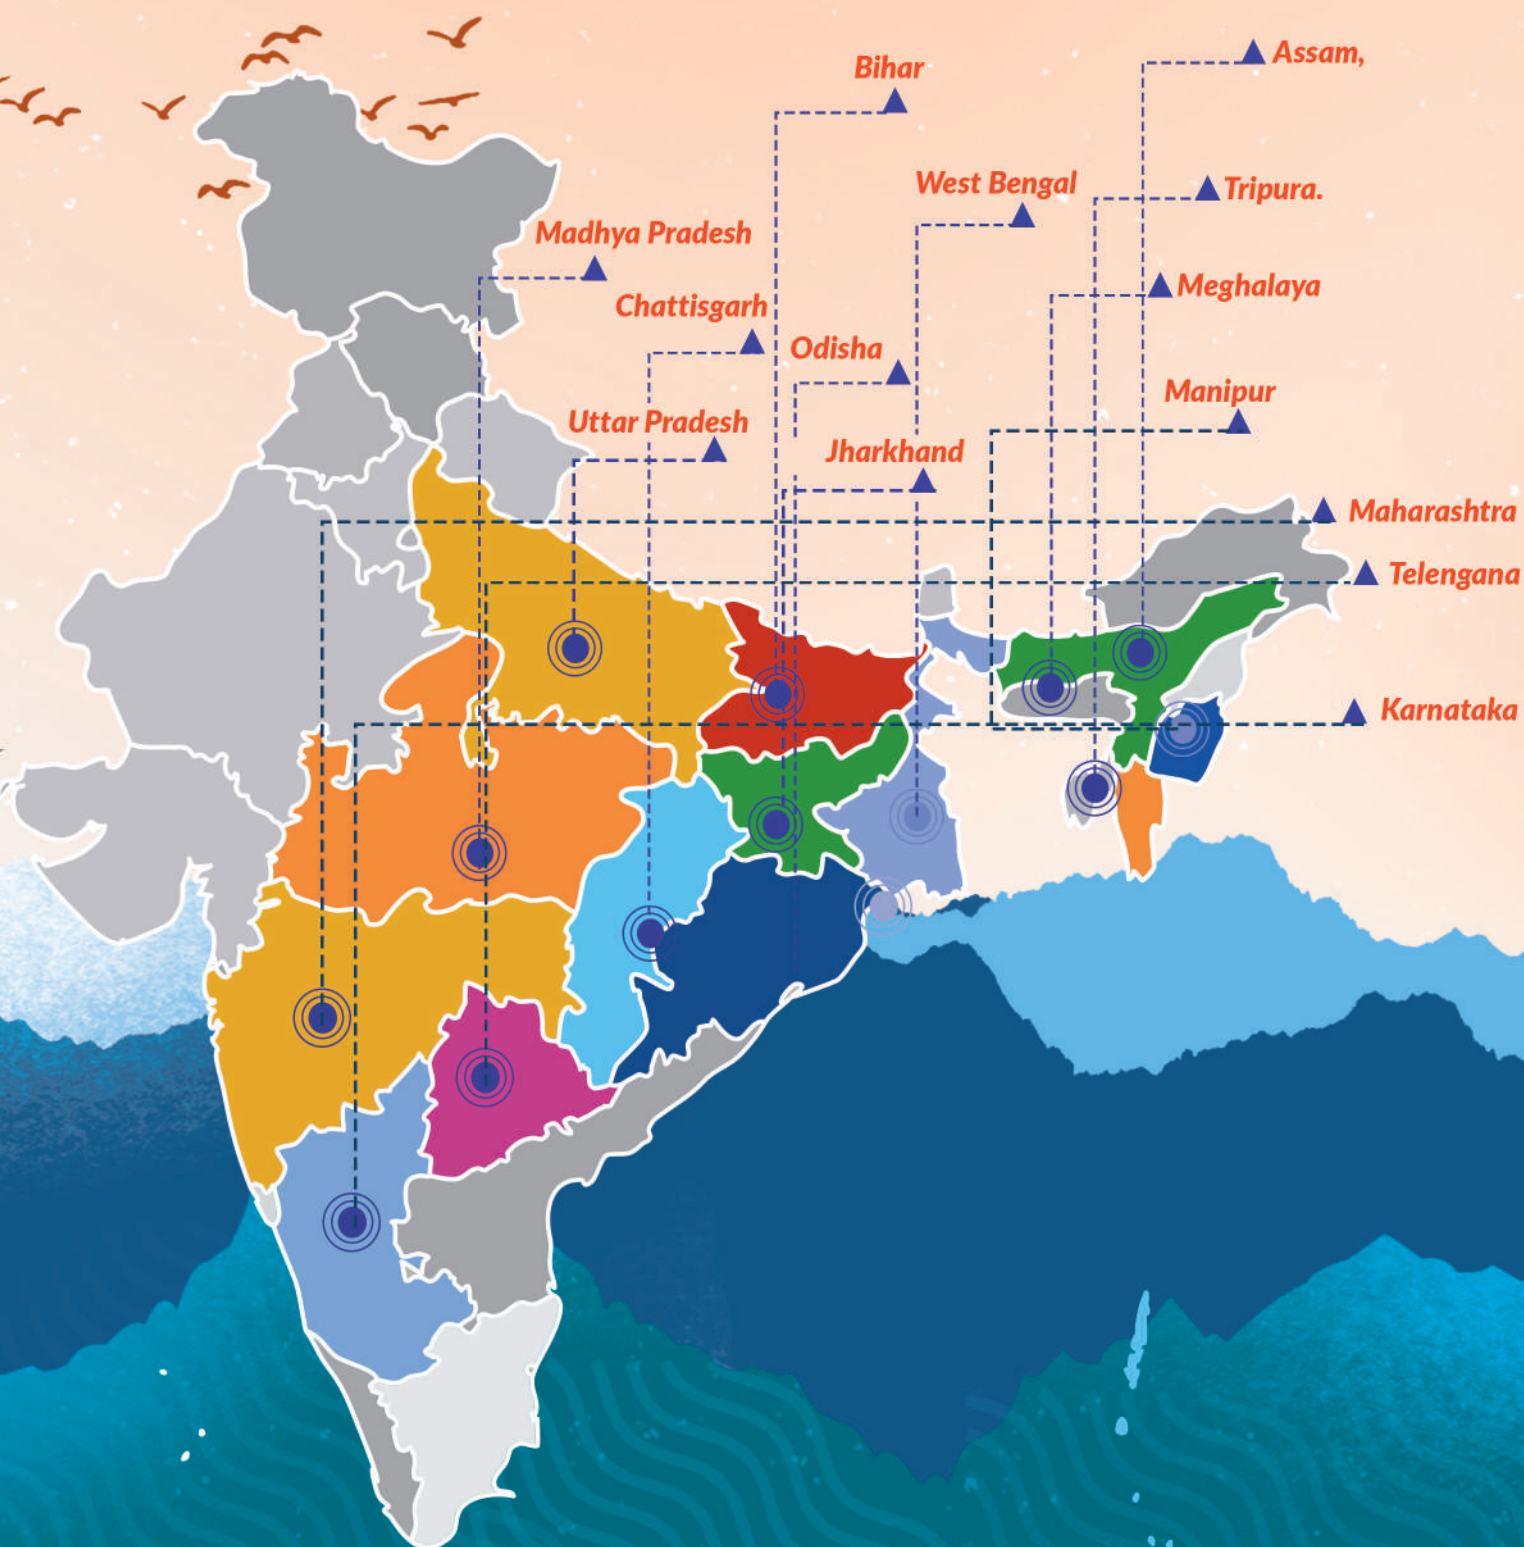 Bihar
Assam,
West Bengal
Tripura.
Madhya Pradesh
Meghalaya
Chattisgarh
Odisha
Manipur
Uttar Pradesh
Jharkhand
Maharashtra
Telengana
Karnataka